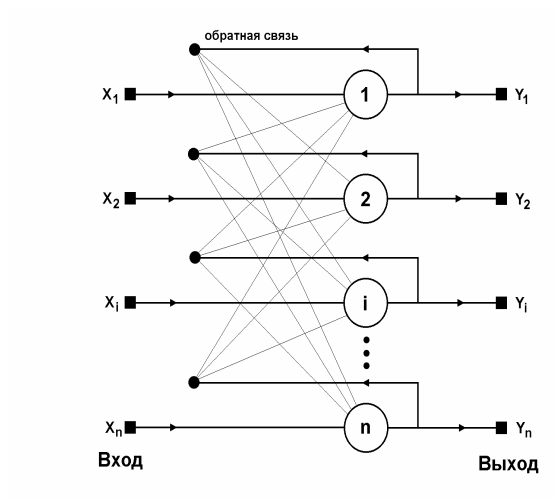 обратная связь
X1 1 Y1
X2 2 Y2
Xi i Yi
Xn n Yn
Вход Выход